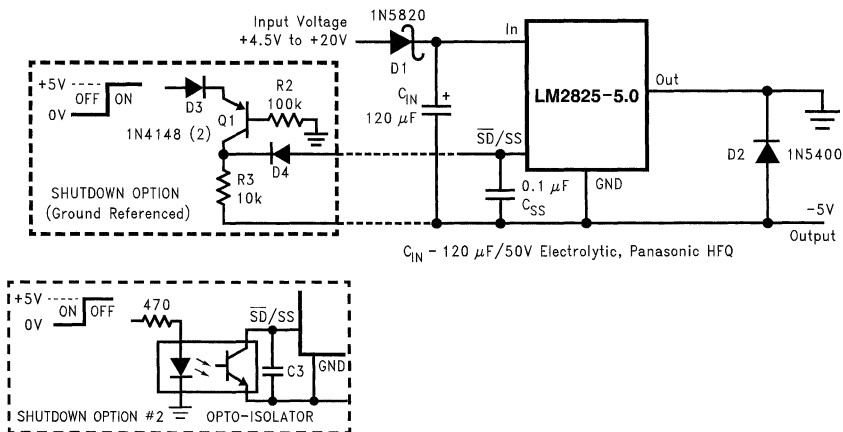 Input Voltage
+4.5V to +20V
1N5820
D1
In
C_IN
120 μF
+
LM2825-5.0
Out
S̅D̅/SS
0.1 μF
C_SS
GND
D2
1N5400
-5V
Output
+5V
0V
OFF
ON
D3
1N4148 (2)
Q1
R2
100k
D4
R3
10k
SHUTDOWN OPTION
(Ground Referenced)
C_IN - 120 μF/50V Electrolytic, Panasonic HFQ
+5V
0V
ON
OFF
470
S̅D̅/SS
C3
GND
SHUTDOWN OPTION #2
OPTO-ISOLATOR